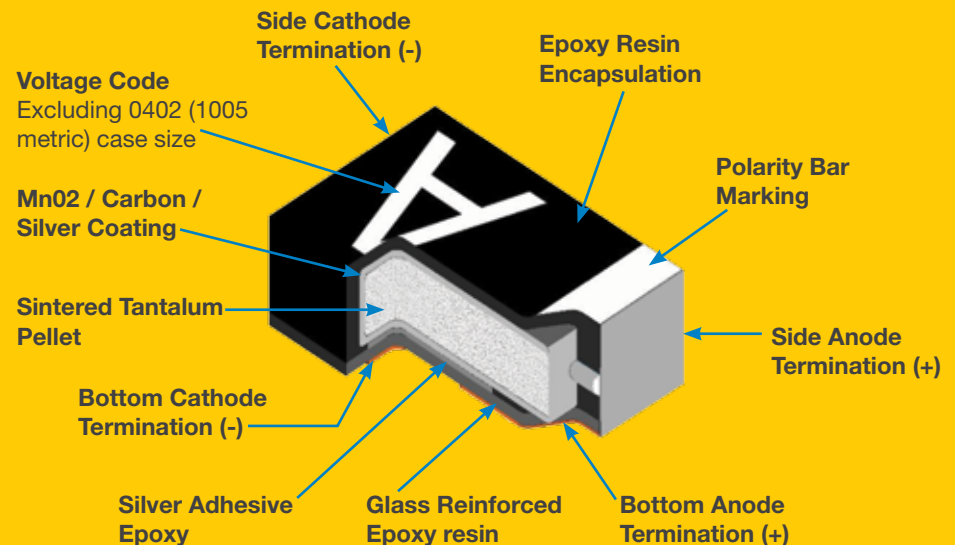 Side Cathode
Termination (-)
Epoxy Resin
Encapsulation
Voltage Code
Excluding 0402 (1005
metric) case size
Polarity Bar
Marking
Mn02 / Carbon /
Silver Coating
A
Sintered Tantalum
Pellet
Side Anode
Termination (+)
Bottom Cathode
Termination (-)
Silver Adhesive
Epoxy
Glass Reinforced
Epoxy resin
Bottom Anode
Termination (+)